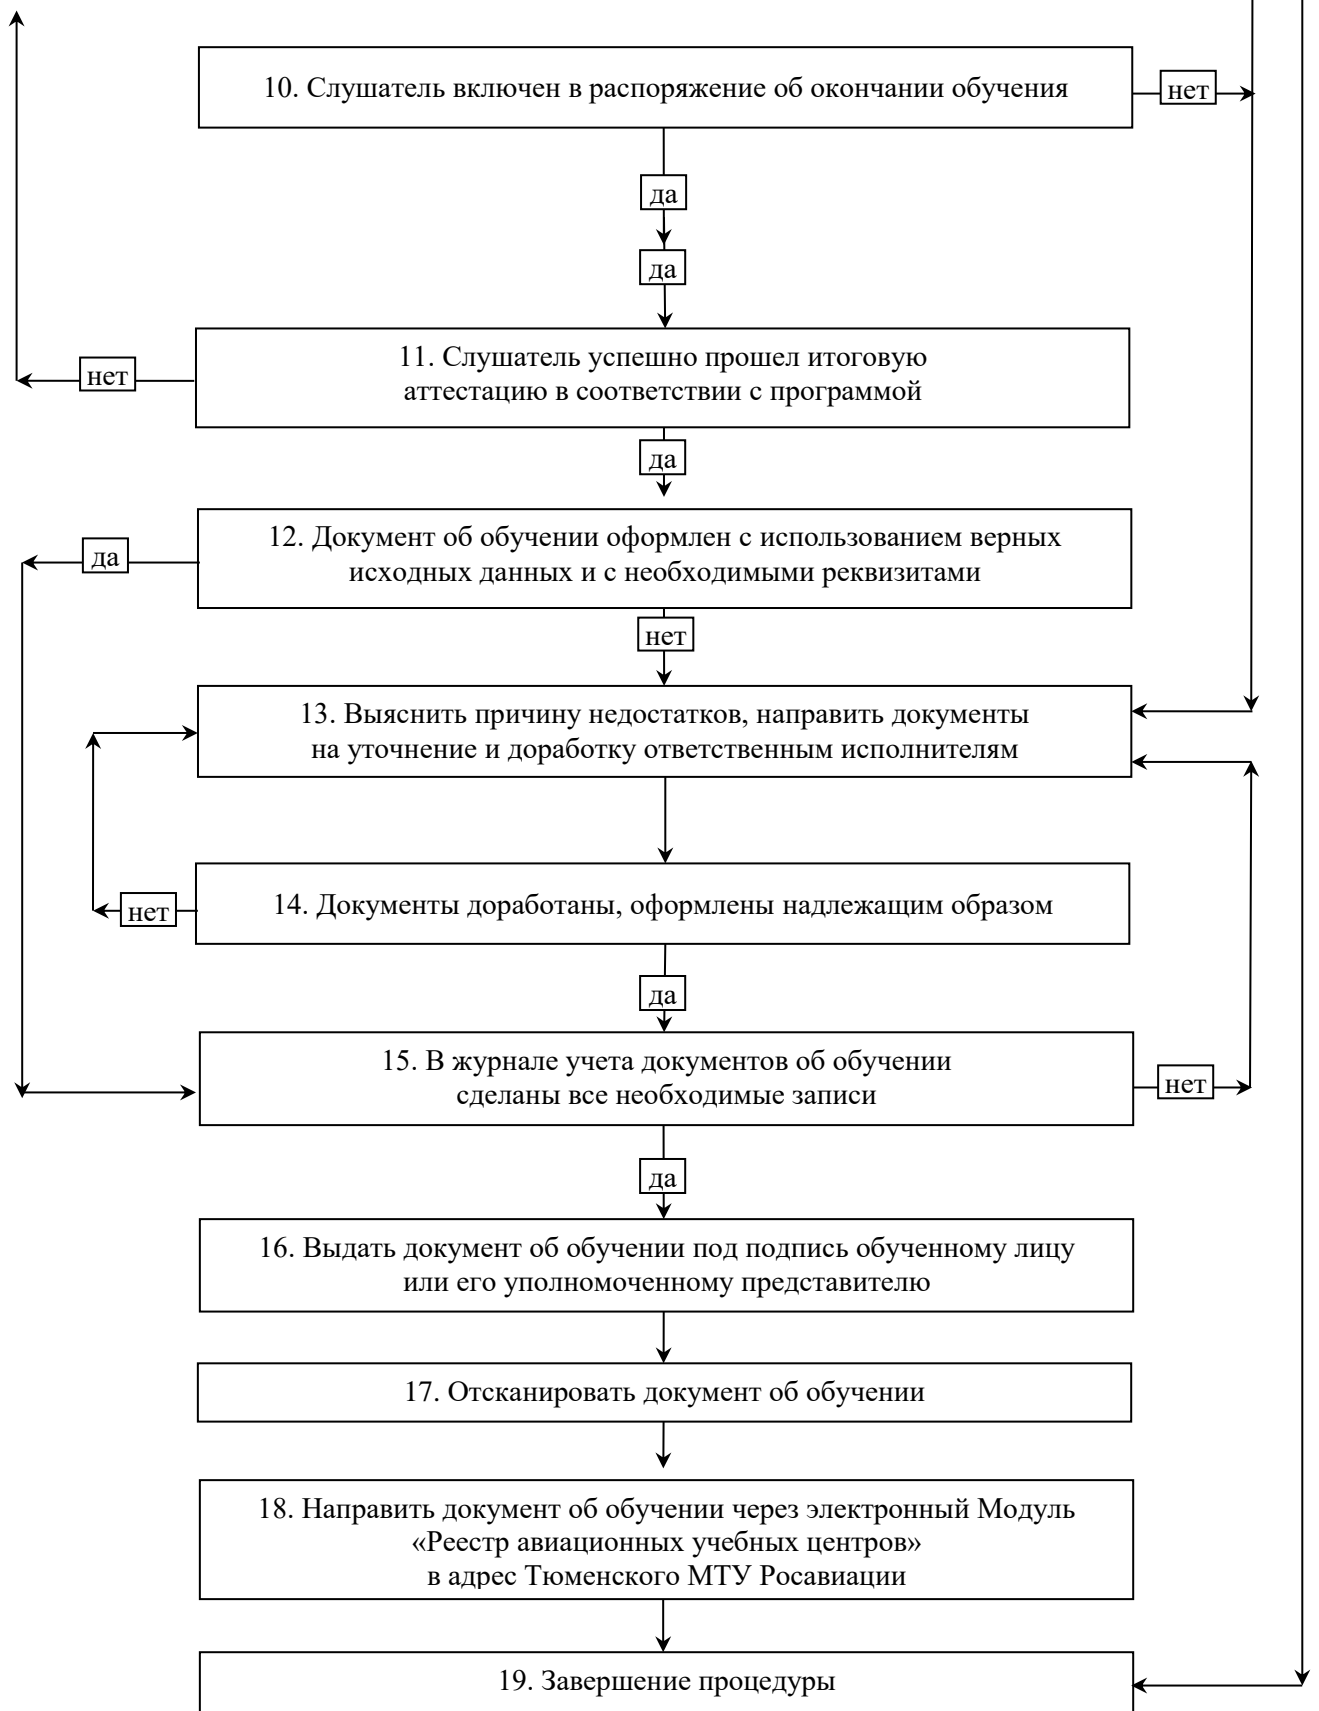 10. Слушатель включен в распоряжение об окончании обучения
нет
да
да
11. Слушатель успешно прошел итоговую
аттестацию в соответствии с программой
нет
да
12. Документ об обучении оформлен с использованием верных
исходных данных и с необходимыми реквизитами
да
нет
13. Выяснить причину недостатков, направить документы
на уточнение и доработку ответственным исполнителям
14. Документы доработаны, оформлены надлежащим образом
нет
да
15. В журнале учета документов об обучении
сделаны все необходимые записи
нет
да
16. Выдать документ об обучении под подпись обученному лицу
или его уполномоченному представителю
17. Отсканировать документ об обучении
18. Направить документ об обучении через электронный Модуль
«Реестр авиационных учебных центров»
в адрес Тюменского МТУ Росавиации
19. Завершение процедуры